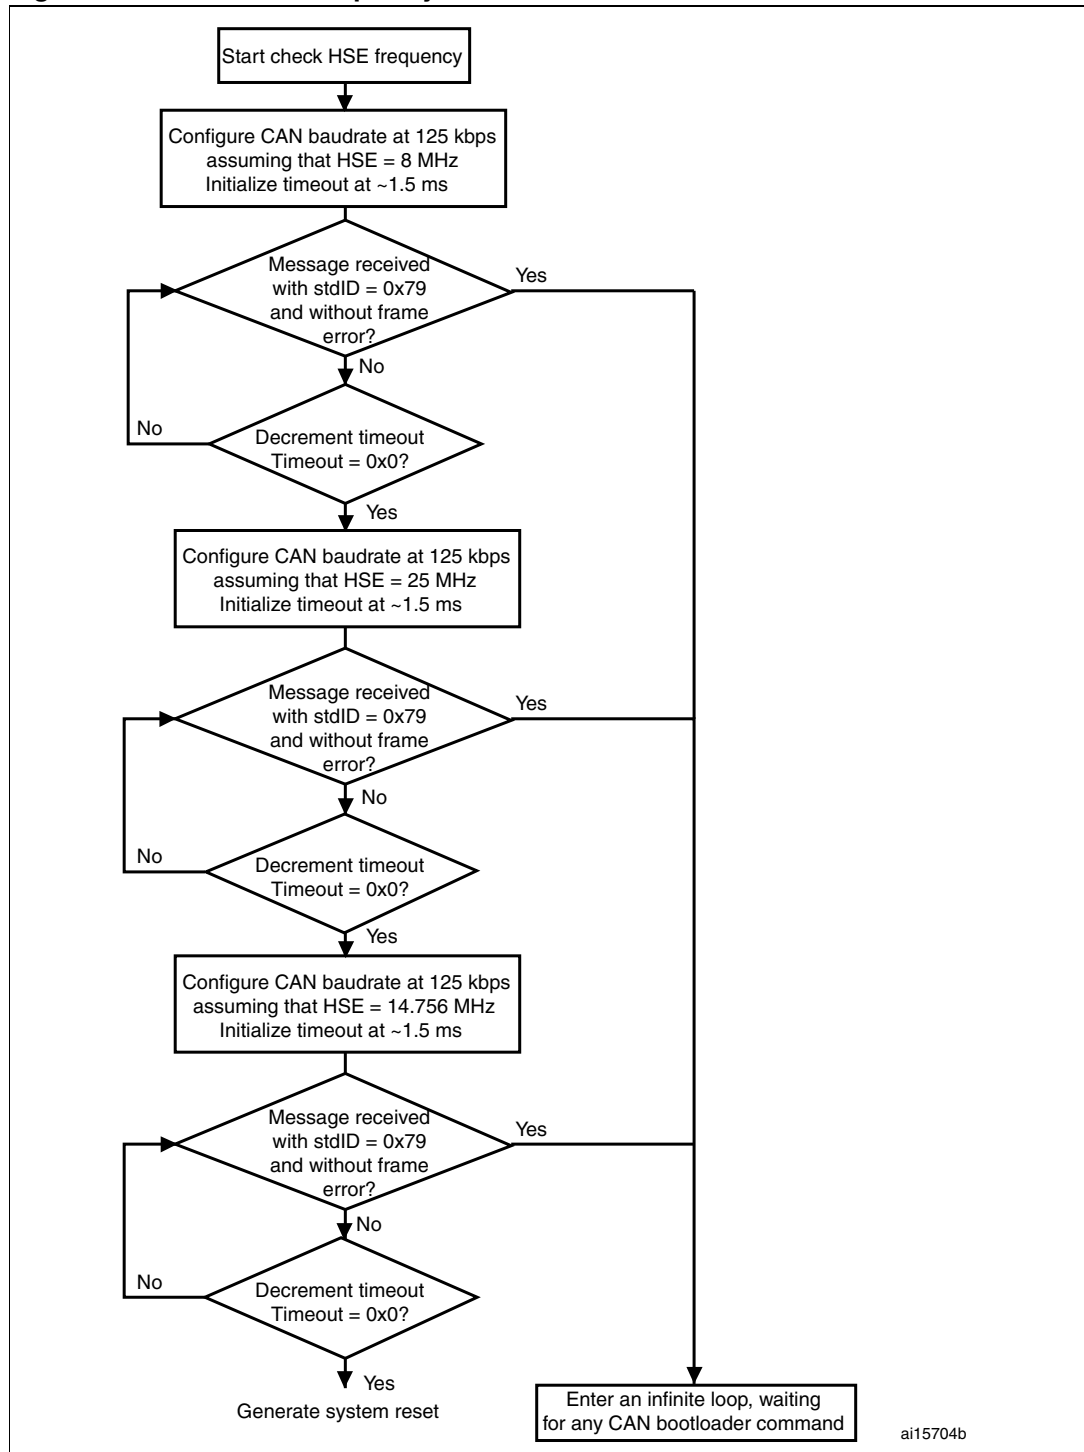 Start check HSE frequency
Configure CAN baudrate at 125 kbps
assuming that HSE = 8 MHz
Initialize timeout at ~1.5 ms
Message received
with stdID = 0x79
and without frame
error?
Yes
No
Decrement timeout
Timeout = 0x0?
No
Yes
Configure CAN baudrate at 125 kbps
assuming that HSE = 25 MHz
Initialize timeout at ~1.5 ms
Message received
with stdID = 0x79
and without frame
error?
Yes
No
Decrement timeout
Timeout = 0x0?
No
Yes
Configure CAN baudrate at 125 kbps
assuming that HSE = 14.756 MHz
Initialize timeout at ~1.5 ms
Message received
with stdID = 0x79
and without frame
error?
Yes
No
Decrement timeout
Timeout = 0x0?
No
Yes
Generate system reset
Enter an infinite loop, waiting
for any CAN bootloader command
ai15704b